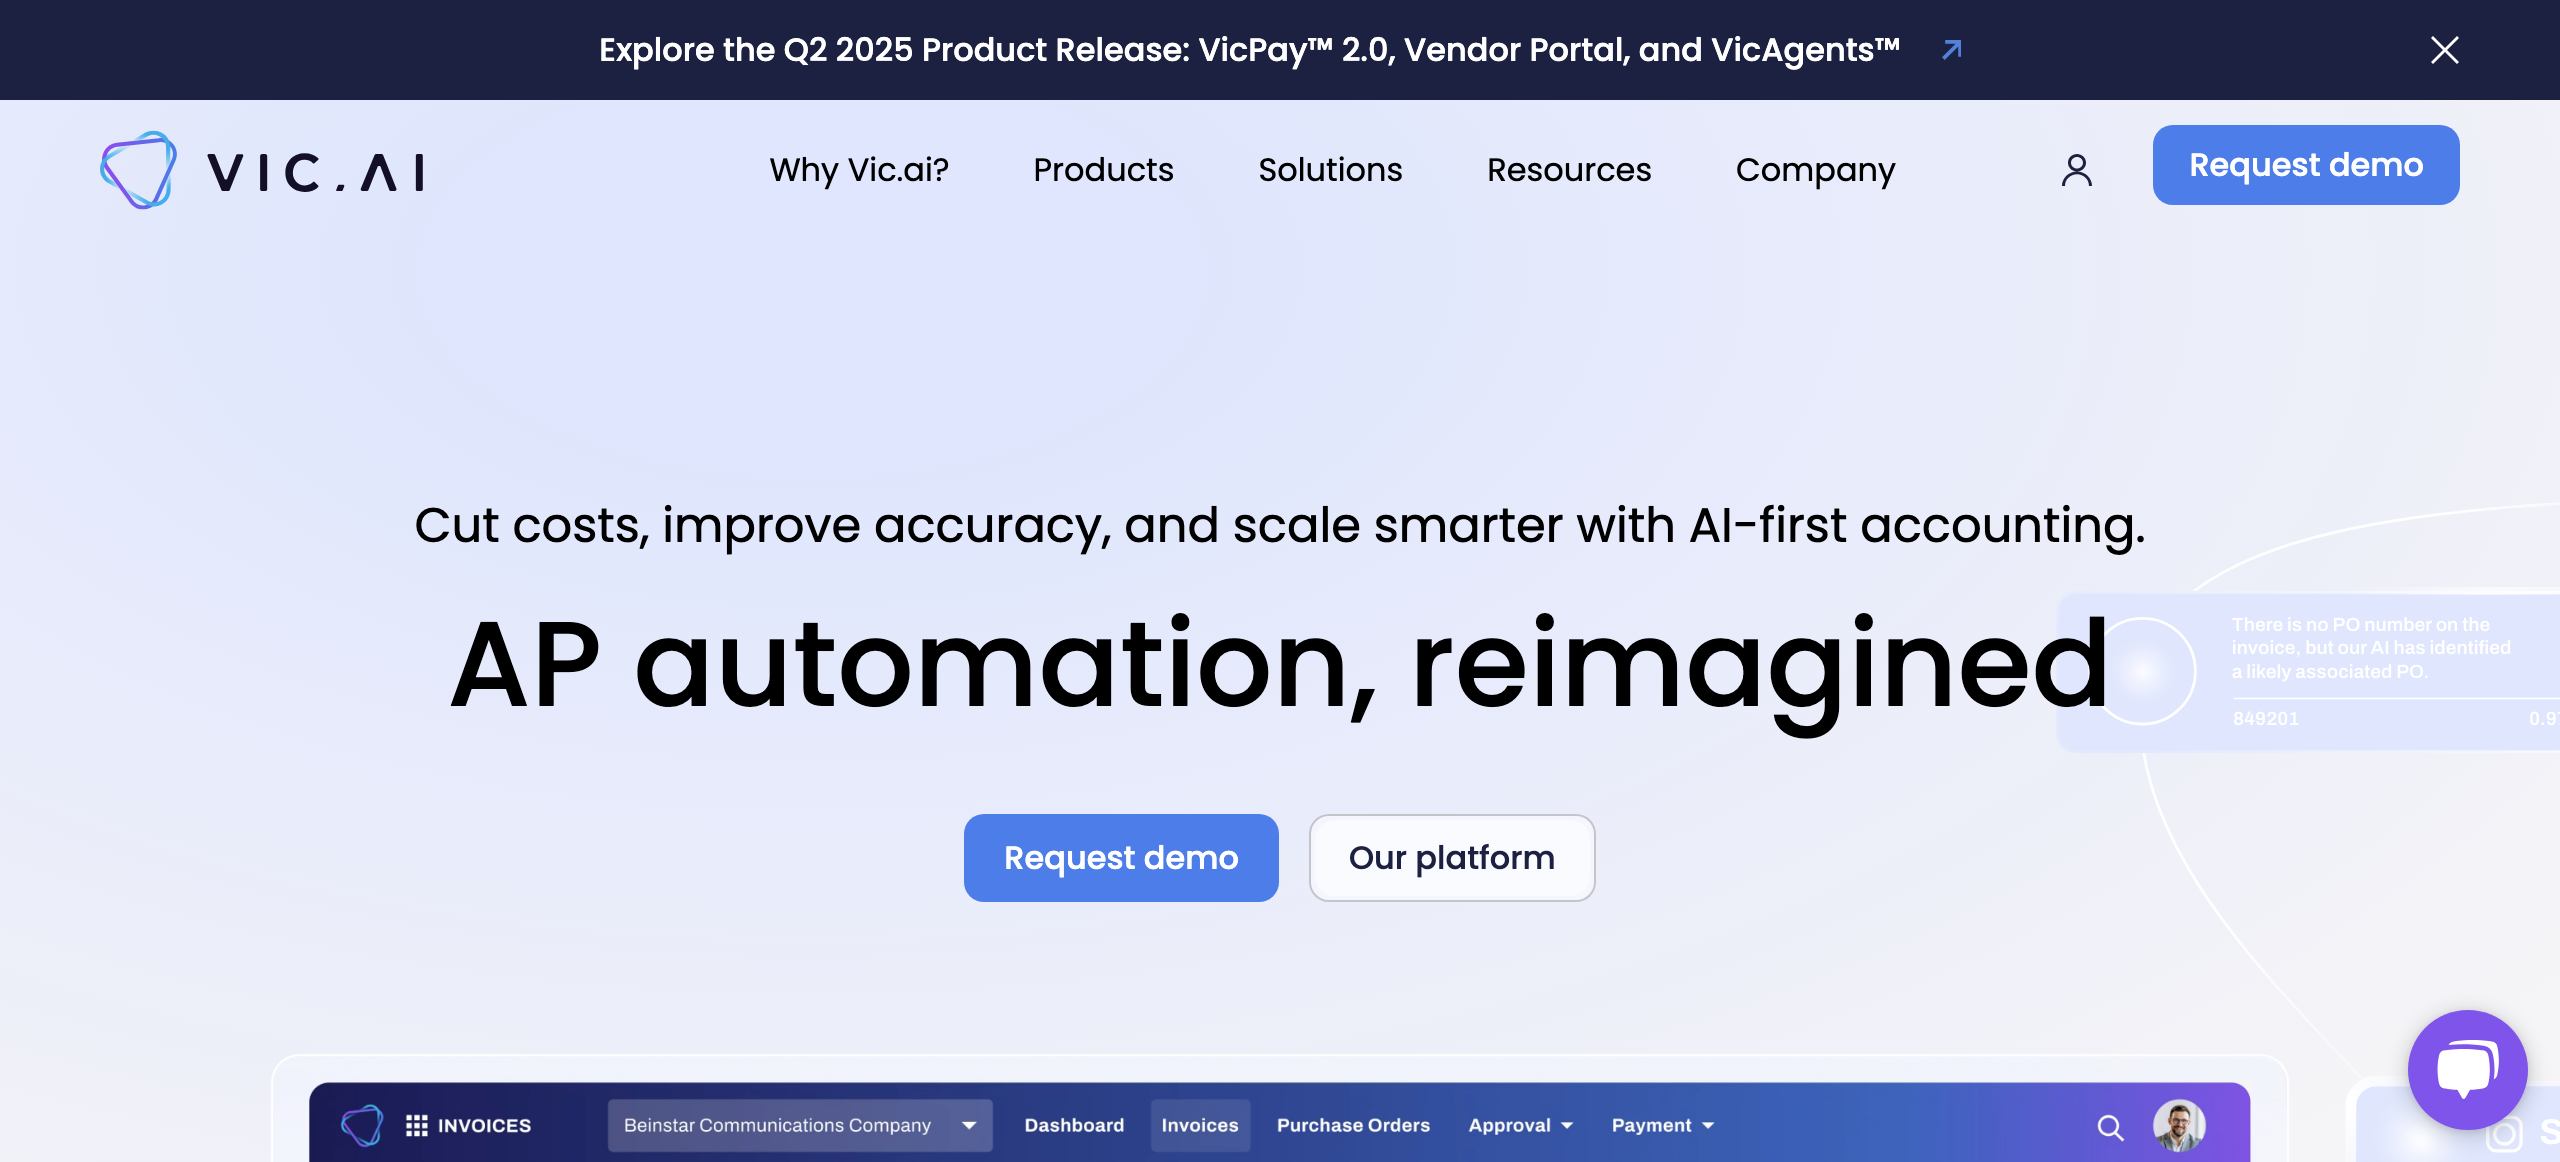 Explore the Q2 2025 Product Release: VicPay™ 2.0, Vendor Portal, and VicAgents™
VIC.AI
Why Vic.ai?
Products
Solutions
Resources
Company
Request demo
Cut costs, improve accuracy, and scale smarter with AI-first accounting.
AP automation, reimagined
There is no PO number on the
invoice, but our AI has identified
a likely associated PO.
849201
Request demo
Our platform
INVOICES
Beinstar Communications Company
Dashboard
Invoices
Purchase Orders
Approval
Payment